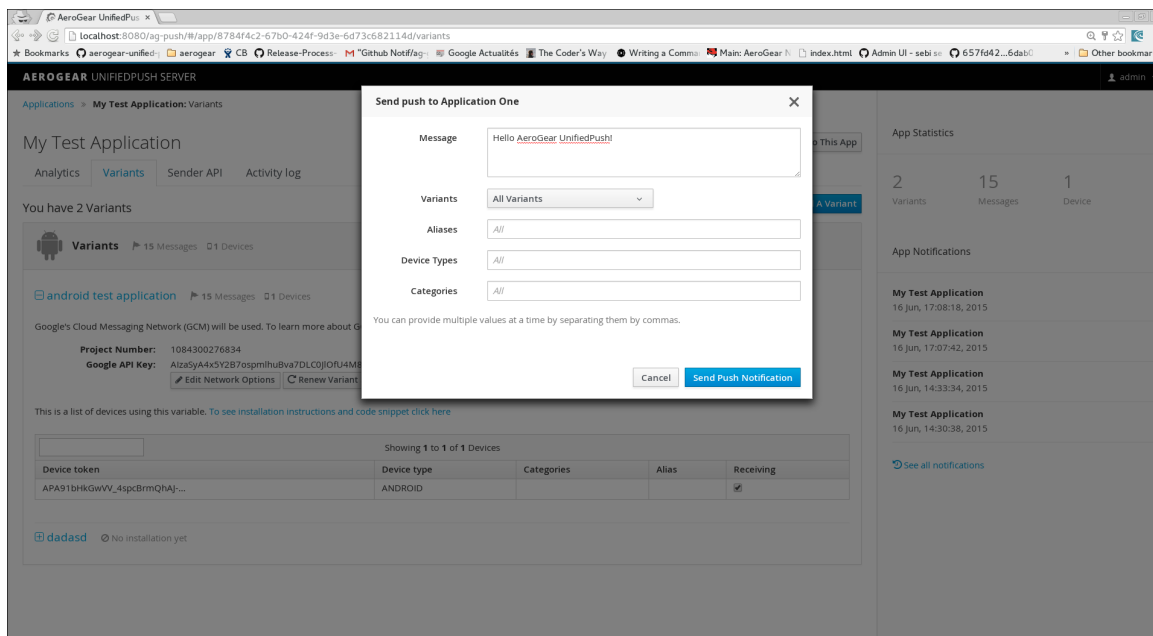 AeroGear UnifiedPus ×
localhost:8080/ag-push/#/app/8784f4c2-67b0-424f-9d3e-6d73c682114d/variants
Bookmarks aerogear-unified- aerogear CB Release-Process- "Github Notif/ag- Google Actualités The Coder's Way Writing a Comma Main: AeroGear N index.html Admin UI - sebi se 657fd42...6dab0 » Other bookmar
AEROGEAR UNIFIEDPUSH SERVER admin
Applications » My Test Application: Variants
My Test Application
o This App
Analytics Variants Sender API Activity log
You have 2 Variants
A Variant
Variants 15 Messages 1 Devices
android test application 15 Messages 1 Devices
Google's Cloud Messaging Network (GCM) will be used. To learn more about G
Project Number: 1084300276834
Google API Key:
Edit Network Options Renew Variant
This is a list of devices using this variable. To see installation instructions and code snippet click here
Showing 1 to 1 of 1 Devices
Device token Device type Categories Alias Receiving
APA91bHkGwVV_4spcBrmQhAJ-... ANDROID
dadasd No installation yet
Send push to Application One ×
Message Hello AeroGear UnifiedPush!
Variants All Variants
Aliases All
Device Types All
Categories All
You can provide multiple values at a time by separating them by commas.
Cancel Send Push Notification
App Statistics
2 15 1
Variants Messages Device
App Notifications
My Test Application
16 Jun, 17:08:18, 2015
My Test Application
16 Jun, 17:07:42, 2015
My Test Application
16 Jun, 14:33:34, 2015
My Test Application
16 Jun, 14:30:38, 2015
See all notifications